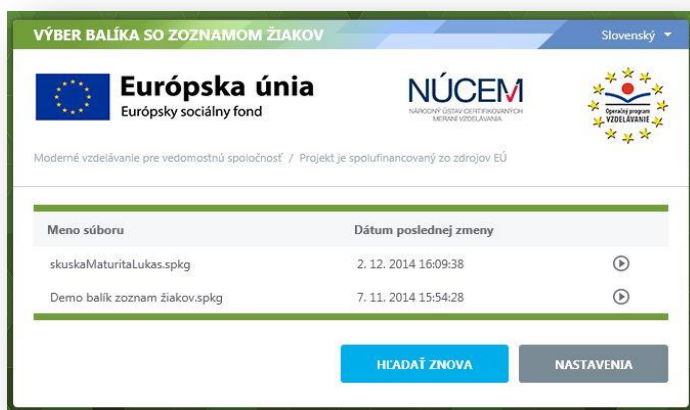 VÝBER BALÍKA SO ZOZNAMOM ŽIAKOV
Slovenský
Európska únia
Európsky sociálny fond
NÚCEM
NÁRODNÝ ÚSTAV CERTIFIKOVANÝCH
MERANÍ VZDELÁVANIA
Operačný program
VZDELÁVANIE
Moderné vzdelávanie pre vedomostnú spoločnosť / Projekt je spolufinancovaný zo zdrojov EÚ
Meno súboru Dátum poslednej zmeny
skuskaMaturitaLukas.spkg 2. 12. 2014 16:09:38
Demo balík zoznam žiakov.spkg 7. 11. 2014 15:54:28
HĽADAŤ ZNOVA NASTAVENIA